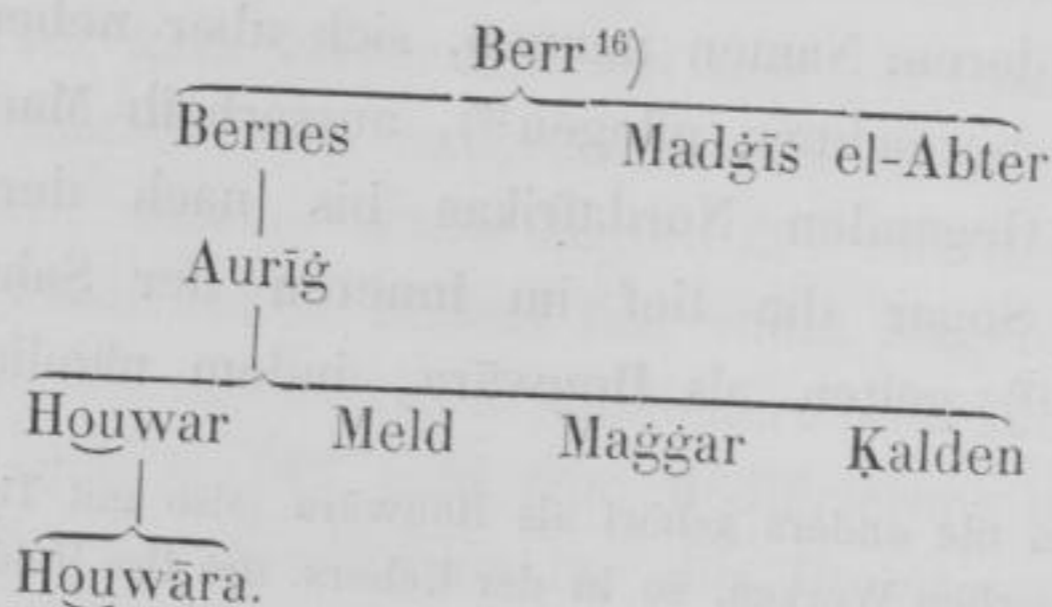 Berr ¹⁶)
Bernes Madġīs el-Abter
Aurīġ
Houwar Meld Maġġar Ḳalden
Houwāra.